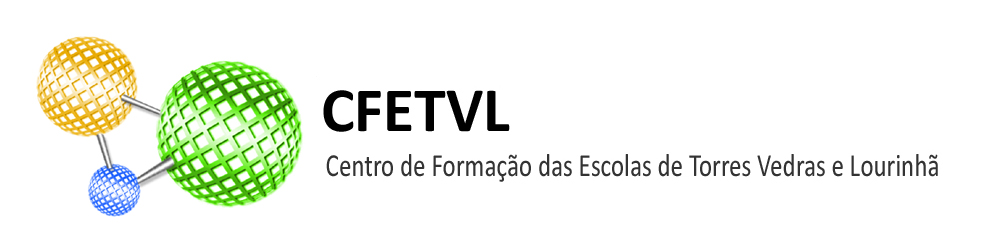 CFETVL
Centro de Formação das Escolas de Torres Vedras e Lourinhã